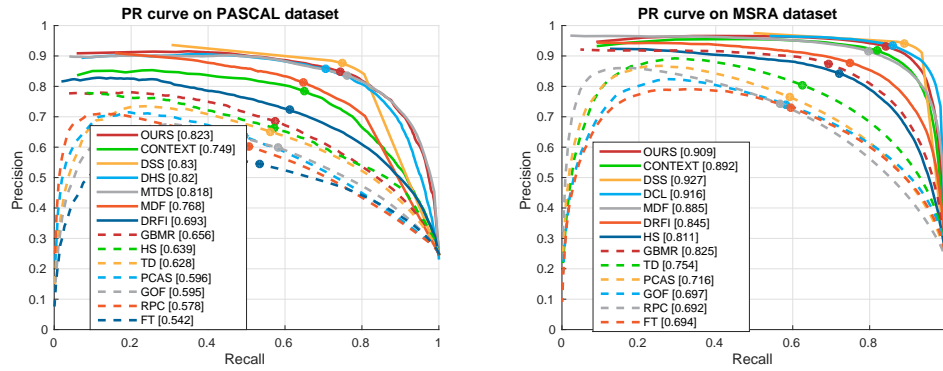 PR curve on PASCAL dataset
1
0.9
0.8
0.7
0.6
0.5
0.4
0.3
0.2
0.1
0
Precision
OURS [0.823]
CONTEXT [0.749]
DSS [0.83]
DHS [0.82]
MTDS [0.818]
MDF [0.768]
DRFI [0.693]
GBMR [0.656]
HS [0.639]
TD [0.628]
PCAS [0.596]
GOF [0.595]
RPC [0.578]
FT [0.542]
0 0.2 0.4 0.6 0.8 1
Recall
PR curve on MSRA dataset
1
0.9
0.8
0.7
0.6
0.5
0.4
0.3
0.2
0.1
0
Precision
OURS [0.909]
CONTEXT [0.892]
DSS [0.927]
DCL [0.916]
MDF [0.885]
DRFI [0.845]
HS [0.811]
GBMR [0.825]
TD [0.754]
PCAS [0.716]
GOF [0.697]
RPC [0.692]
FT [0.694]
0 0.2 0.4 0.6 0.8
Recall